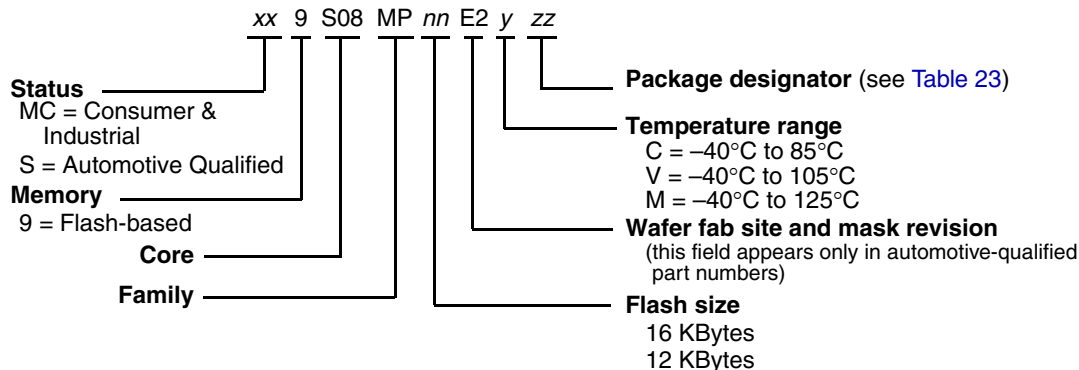 xx 9 S08 MP nn E2 y zz
Status
MC = Consumer &
Industrial
S = Automotive Qualified
Memory
9 = Flash-based
Core
Family
Package designator (see Table 23)
Temperature range
C = –40°C to 85°C
V = –40°C to 105°C
M = –40°C to 125°C
Wafer fab site and mask revision
(this field appears only in automotive-qualified
part numbers)
Flash size
16 KBytes
12 KBytes